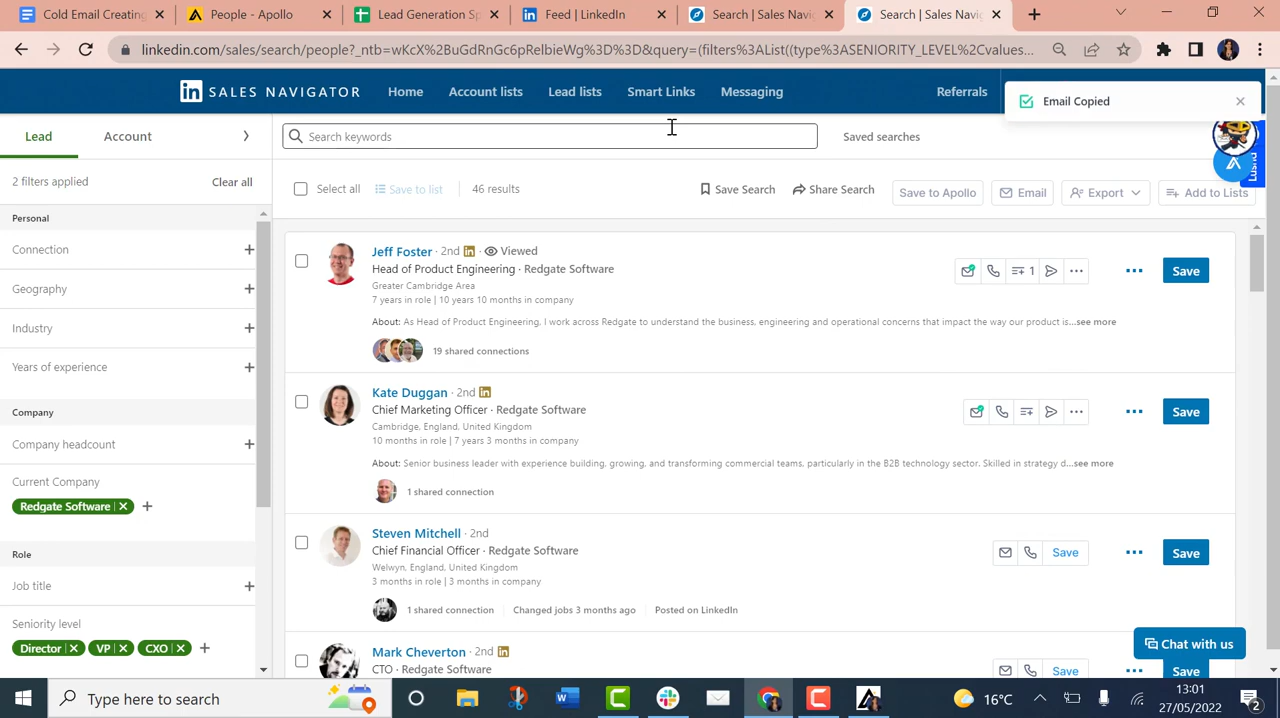 Cold Email Creating
People - Apollo
Lead Generation Sp
Feed | LinkedIn
Search | Sales Navig
Search | Sales Navig
linkedin.com/sales/search/people?_ntb=wKcX%2BuGdRnGc6pRelbieWg%3D%3D&query=(filters%3AList((type%3ASENIORITY_LEVEL%2Cvalues...
in SALES NAVIGATOR
Home
Account lists
Lead lists
Smart Links
Messaging
Referrals
Email Copied
Lead
Account
Search keywords
Saved searches
2 filters applied
Clear all
Select all
Save to list
46 results
Save Search
Share Search
Save to Apollo
Email
Export
Add to Lists
Personal
Connection
Geography
Industry
Years of experience
Company
Company headcount
Current Company
Redgate Software
Role
Job title
Seniority level
Director
VP
CXO
Jeff Foster · 2nd in · Viewed
Head of Product Engineering · Redgate Software
Greater Cambridge Area
7 years in role | 10 years 10 months in company
About: As Head of Product Engineering, I work across Redgate to understand the business, engineering and operational concerns that impact the way our product is...see more
19 shared connections
1
Save
Kate Duggan · 2nd in
Chief Marketing Officer · Redgate Software
Cambridge, England, United Kingdom
10 months in role | 7 years 3 months in company
About: Senior business leader with experience building, growing, and transforming commercial teams, particularly in the B2B technology sector. Skilled in strategy d...see more
1 shared connection
Save
Steven Mitchell · 2nd
Chief Financial Officer · Redgate Software
Welwyn, England, United Kingdom
3 months in role | 3 months in company
1 shared connection
Changed jobs 3 months ago
Posted on LinkedIn
Save
Save
Mark Cheverton · 2nd in
CTO · Redgate Software
Save
Save
Chat with us
Type here to search
16°C
13:01
27/05/2022
2